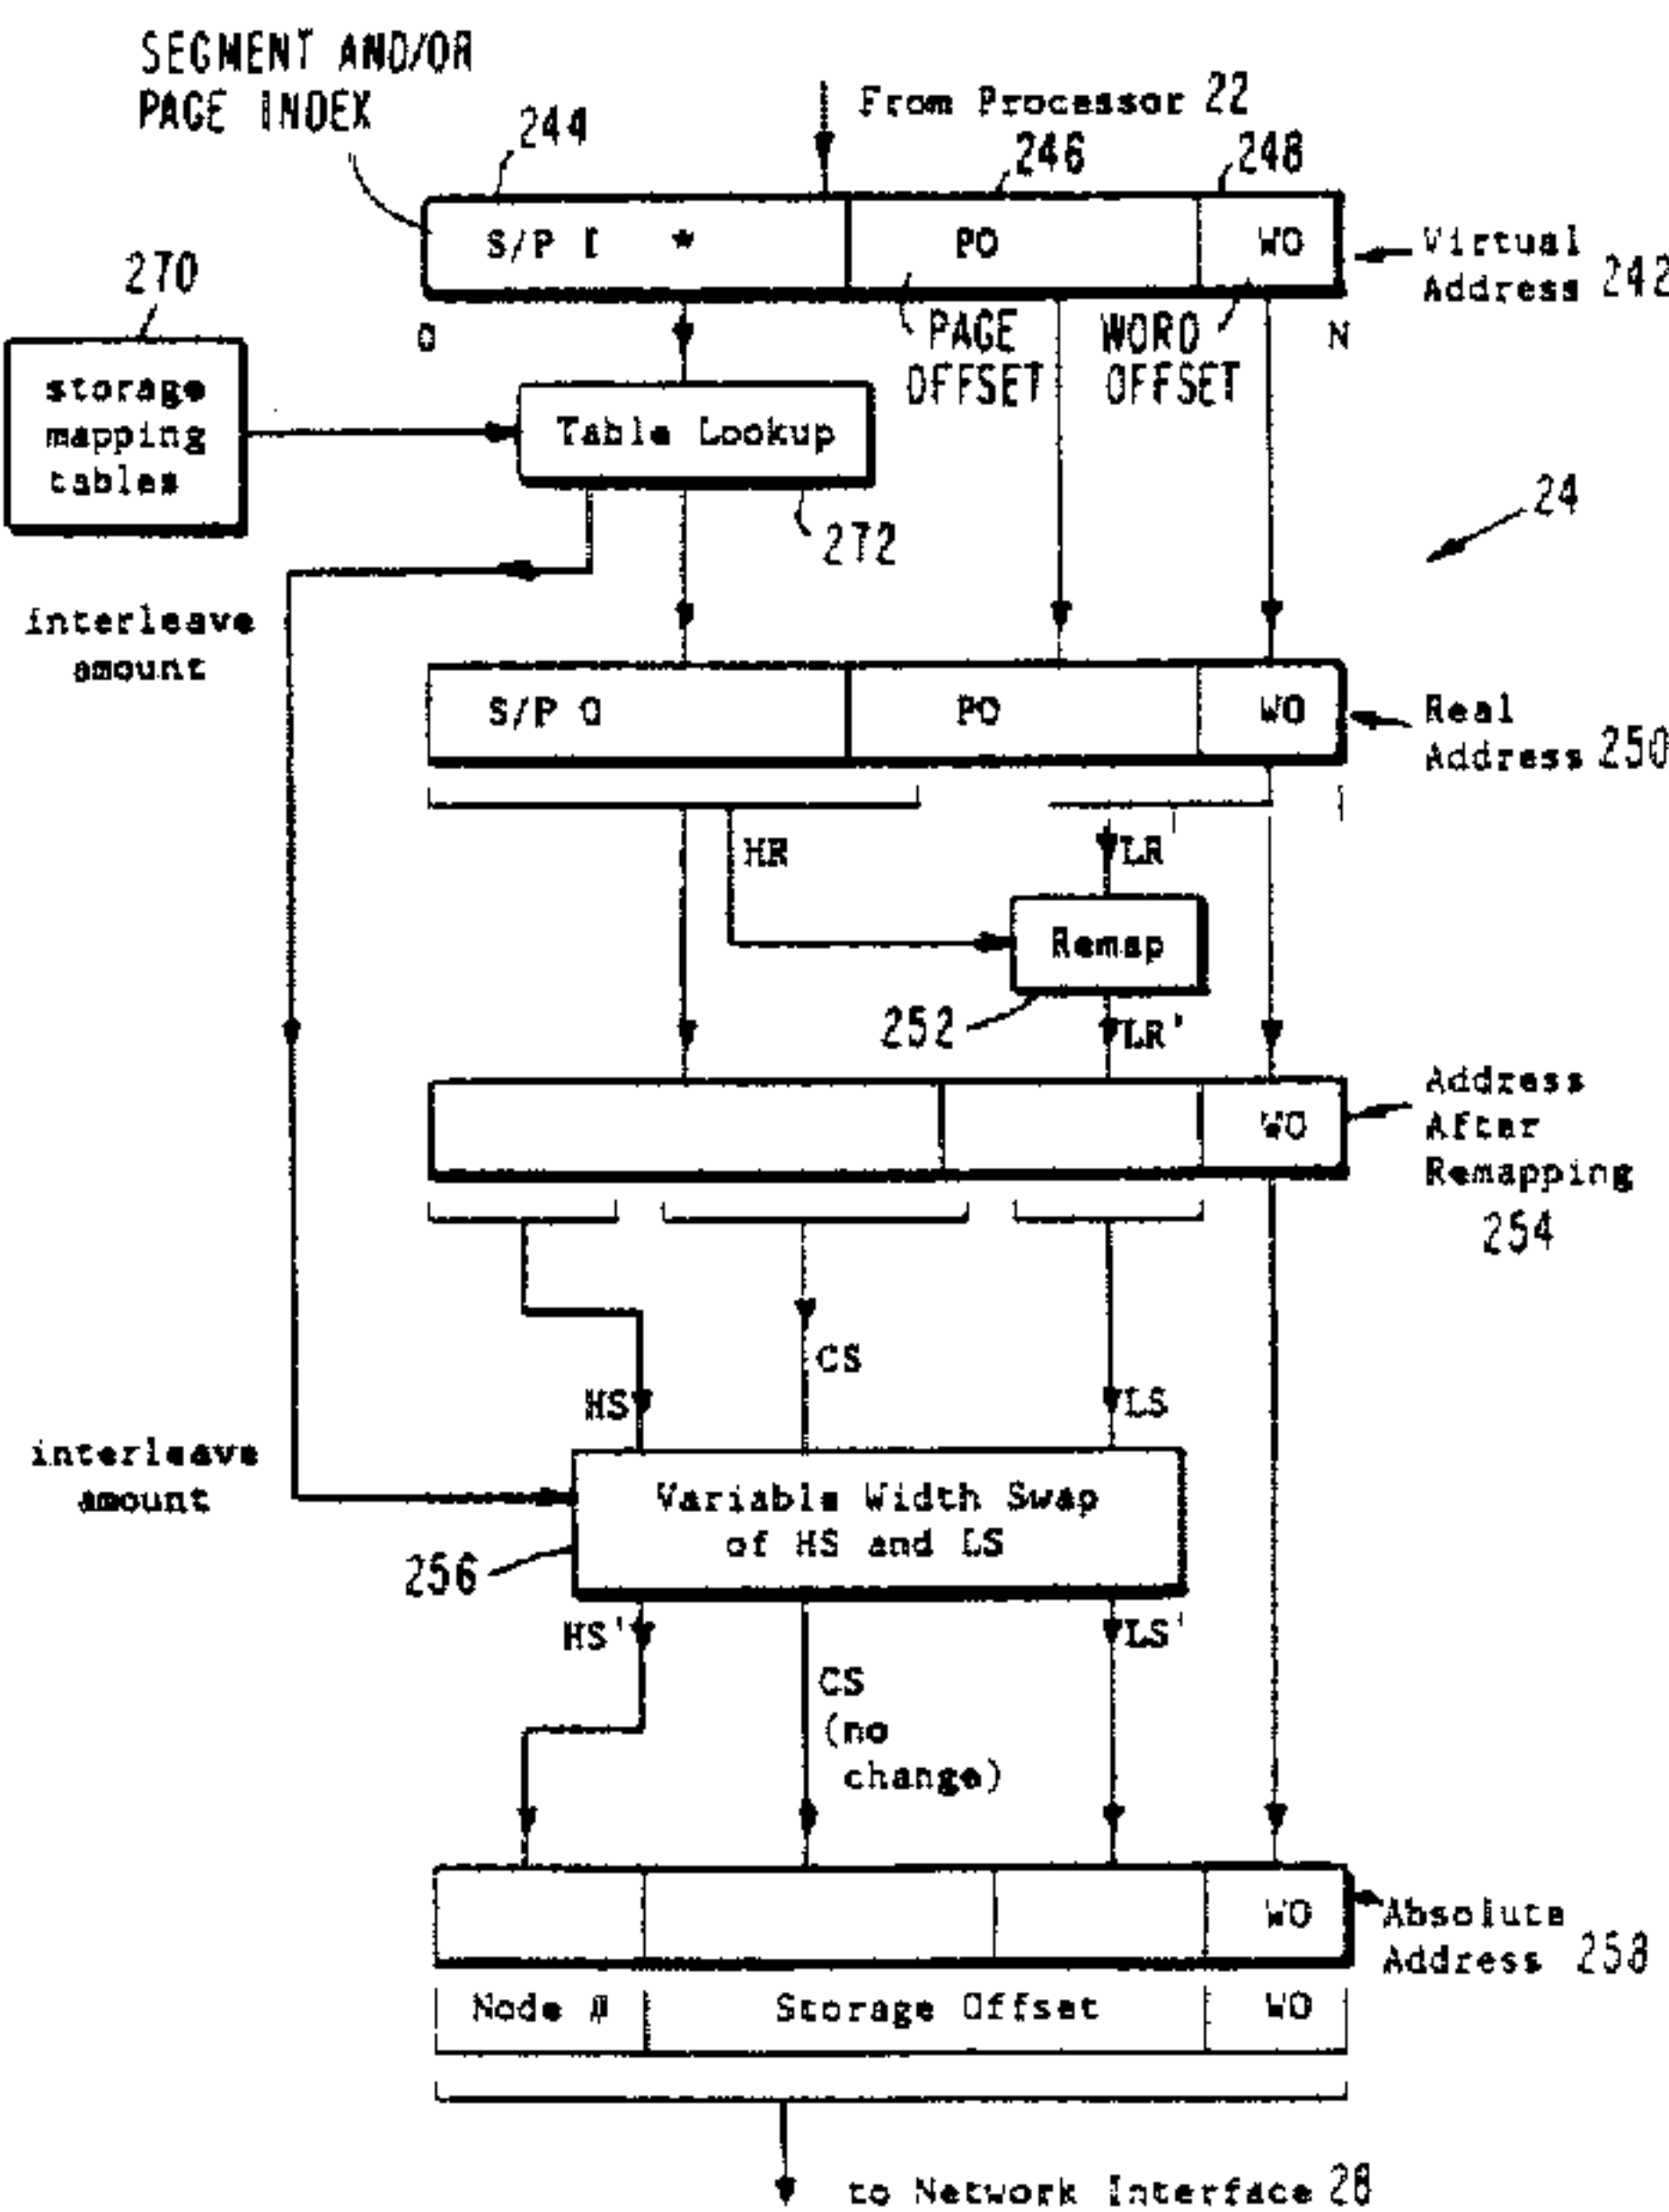 SEGMENT AND/OR
PAGE INDEX
244
From Processor 22
246
248
S/P I *
PO
WO
Virtual
Address 242
270
0
PAGE
OFFSET
WORD
OFFSET
N
storage
mapping
tables
Table Lookup
272
24
interleave
amount
S/P O
PO
WO
Real
Address 250
HR
LR
Remap
252
LR'
WO
Address
After
Remapping
254
CS
HS
LS
interleave
amount
Variable Width Swap
of HS and LS
256
HS'
LS'
CS
(no
change)
WO
Absolute
Address 258
Node #
Storage Offset
WO
to Network Interface 28